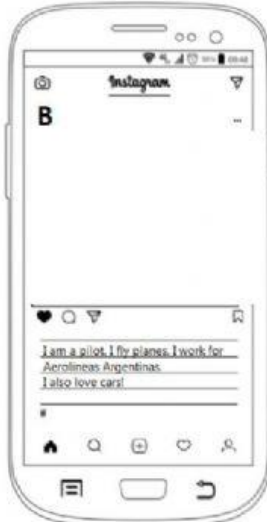 Instagram
B
...
I am a pilot. I fly planes. I work for
Aerolineas Argentinas.
I also love cars!
#